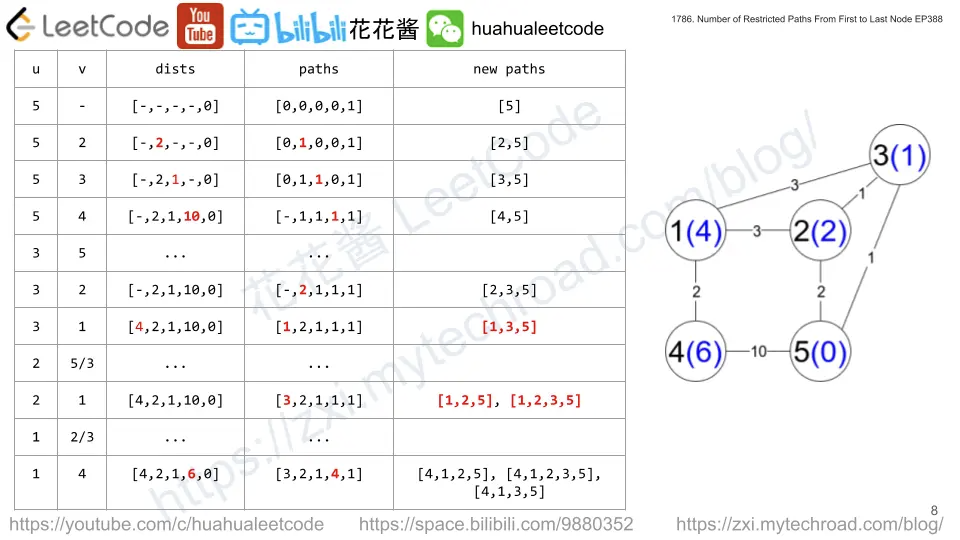 LeetCode You Tube bilibili 花花酱 huahualeetcode
1786. Number of Restricted Paths From First to Last Node EP388
u v dists paths new paths
5 - [-,-,-,-,0] [0,0,0,0,1] [5]
5 2 [-,2,-,-,0] [0,1,0,0,1] [2,5]
5 3 [-,2,1,-,0] [0,1,1,0,1] [3,5]
5 4 [-,2,1,10,0] [-,1,1,1,1] [4,5]
3 5 ... ...
3 2 [-,2,1,10,0] [-,2,1,1,1] [2,3,5]
3 1 [4,2,1,10,0] [1,2,1,1,1] [1,3,5]
2 5/3 ... ...
2 1 [4,2,1,10,0] [3,2,1,1,1] [1,2,5], [1,2,3,5]
1 2/3 ... ...
1 4 [4,2,1,6,0] [3,2,1,4,1] [4,1,2,5], [4,1,2,3,5],
[4,1,3,5]
3(1)
3
1
1(4) 3 2(2)
1
2 2
4(6) 10 5(0)
花花酱 LeetCode
https://zxi.mytechroad.com/blog/
8
https://youtube.com/c/huahualeetcode https://space.bilibili.com/9880352 https://zxi.mytechroad.com/blog/